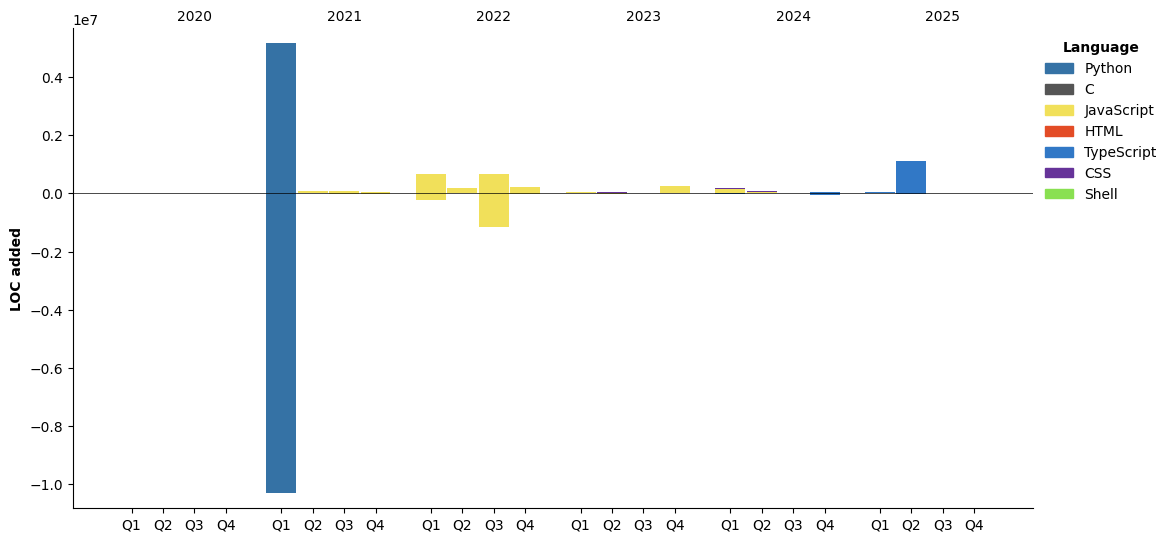 1e7
2020 2021 2022 2023 2024 2025
Language
Python
C
JavaScript
HTML
TypeScript
CSS
Shell
LOC added
0.4
0.2
0.0
−0.2
−0.4
−0.6
−0.8
−1.0
Q1 Q2 Q3 Q4 Q1 Q2 Q3 Q4 Q1 Q2 Q3 Q4 Q1 Q2 Q3 Q4 Q1 Q2 Q3 Q4 Q1 Q2 Q3 Q4